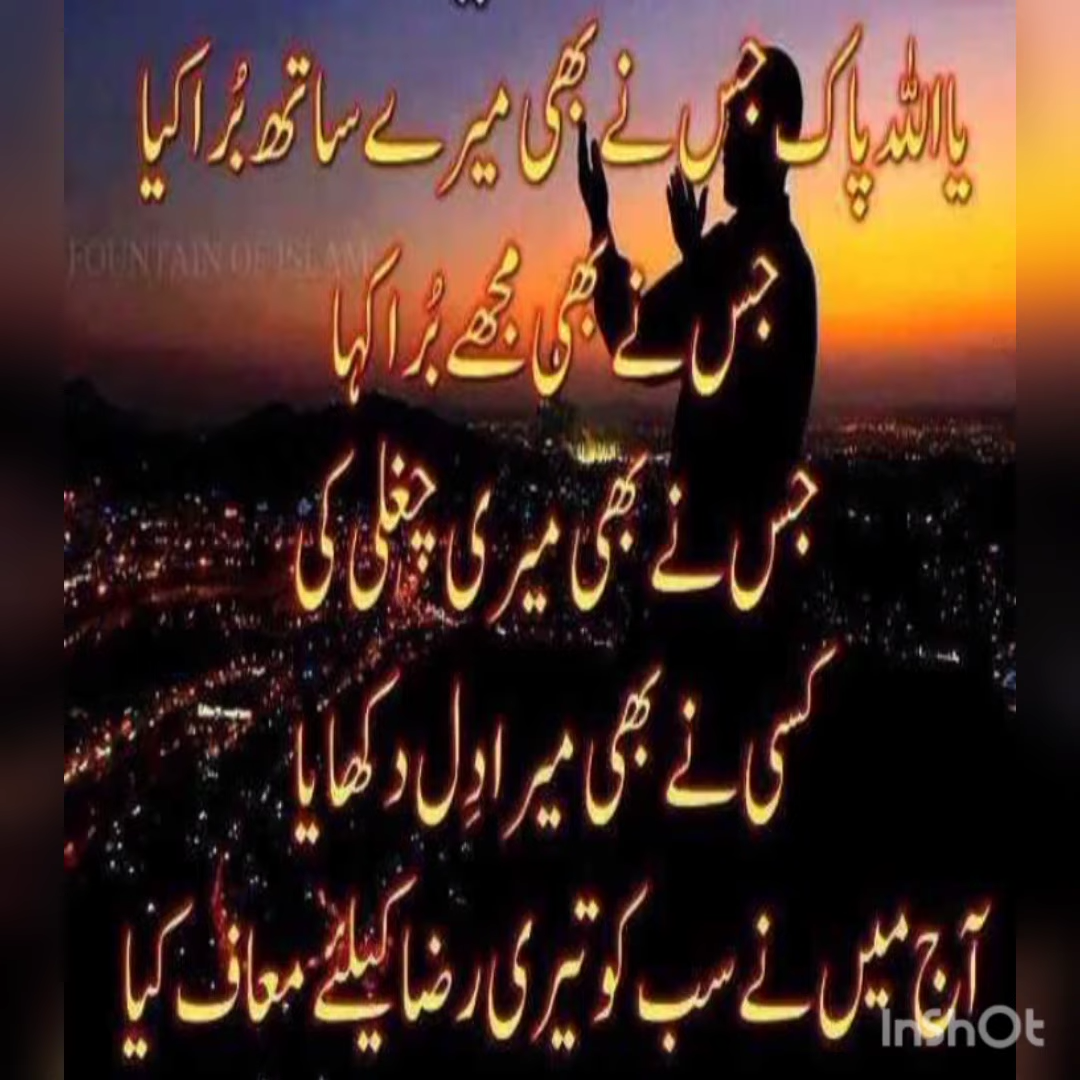 یا اللہ پاک جس نے بھی میرے ساتھ بُرا کیا
FOUNTAIN OF ISLAM
جس نے بھی مجھے بُرا کہا
جس نے بھی میری چغلی کی
کسی نے بھی میرا دِل دکھایا
آج میں نے سب کو تیری رضا کیلئے معاف کیا
InShOt